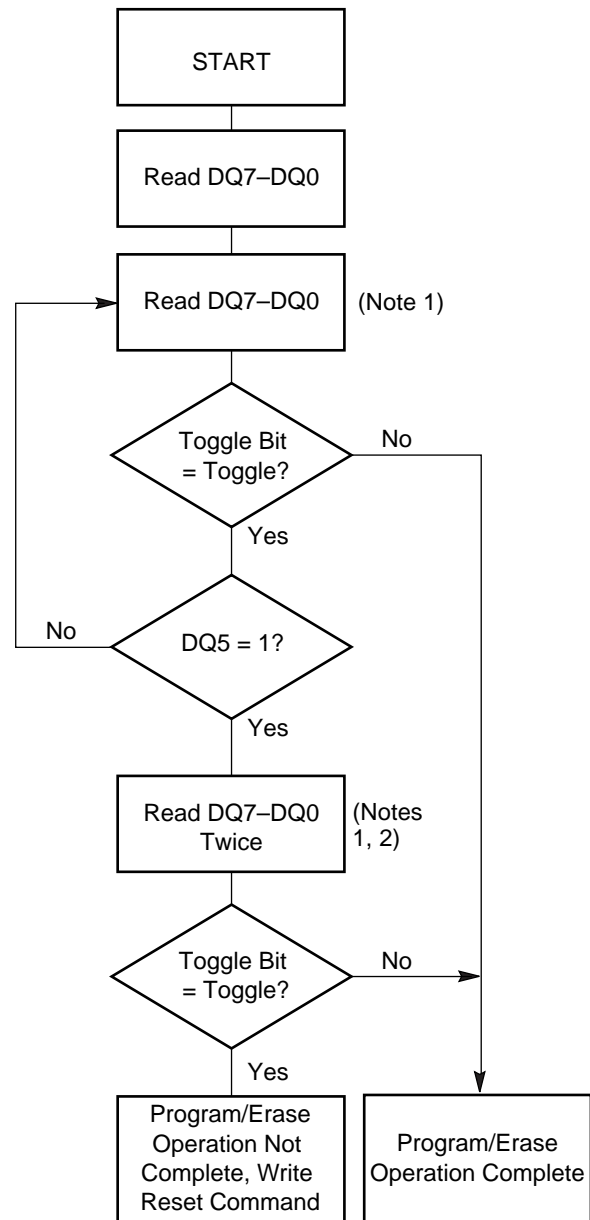 START
Read DQ7–DQ0
Read DQ7–DQ0
(Note 1)
Toggle Bit
= Toggle?
No
Yes
No
DQ5 = 1?
Yes
Read DQ7–DQ0
Twice
(Notes
1, 2)
Toggle Bit
= Toggle?
No
Yes
Program/Erase
Operation Not
Complete, Write
Reset Command
Program/Erase
Operation Complete